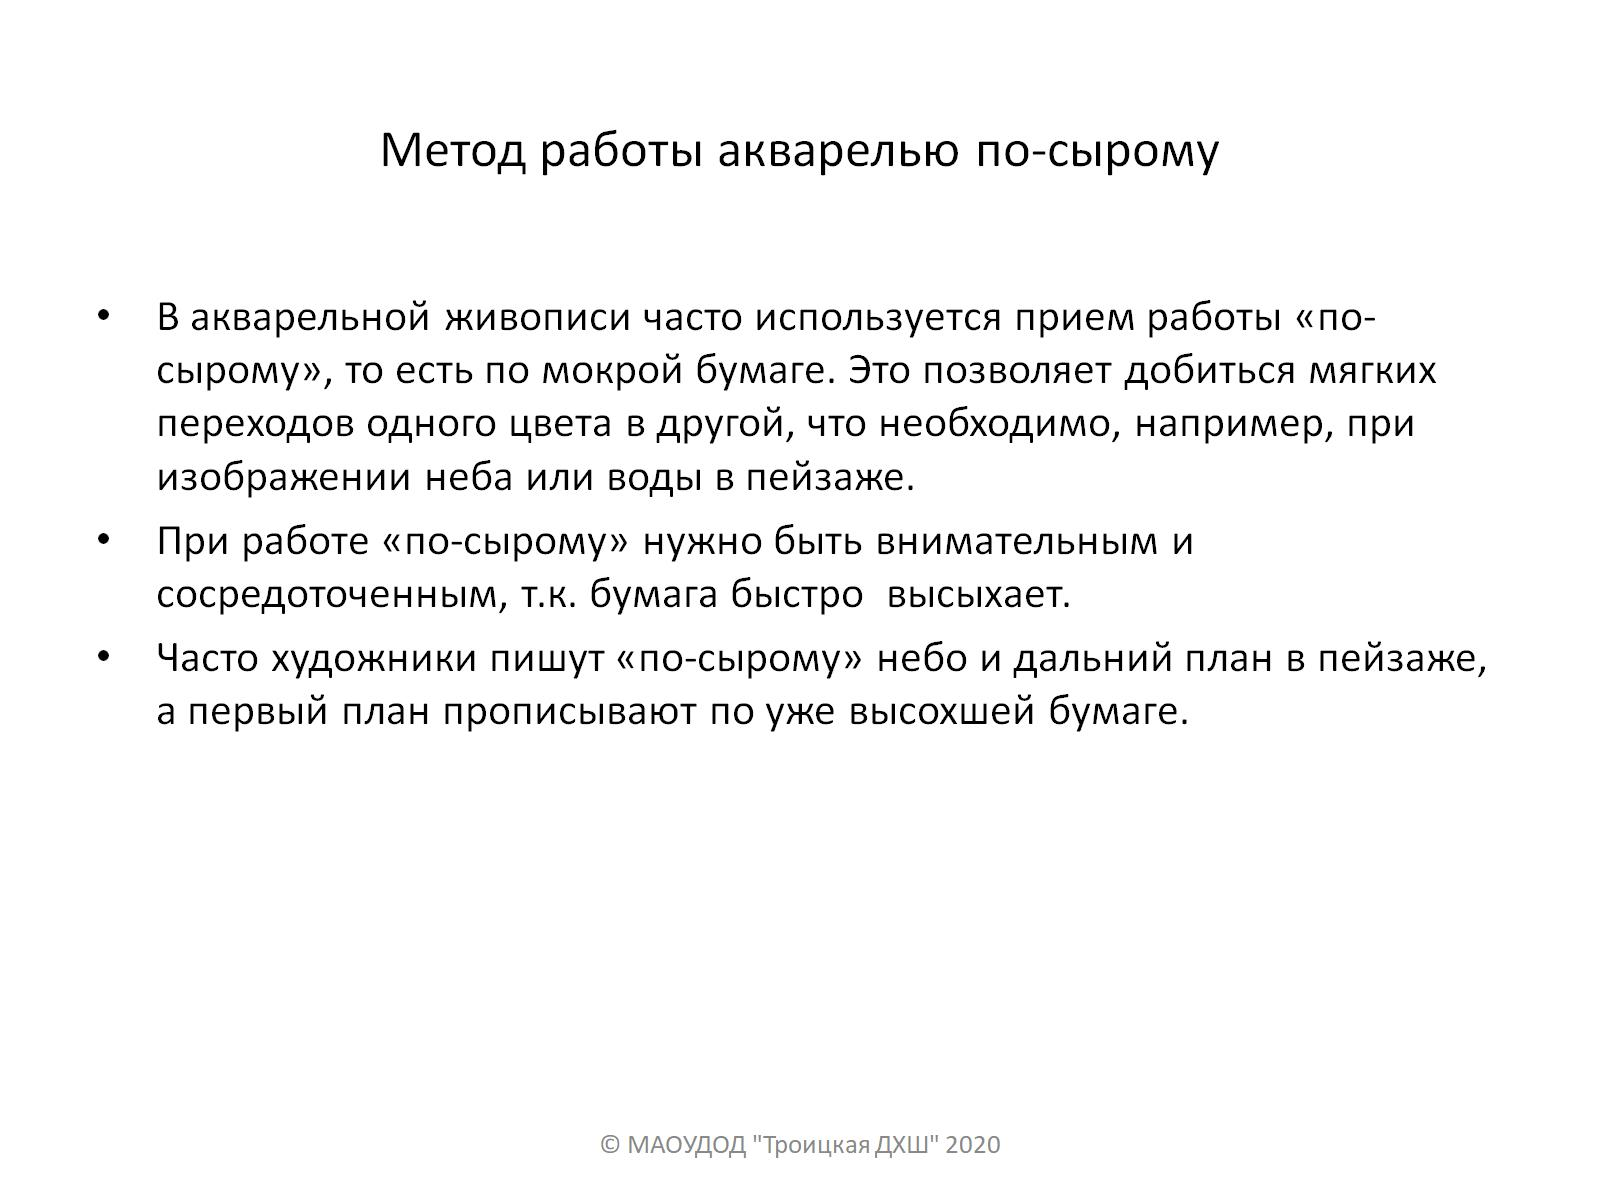 Метод работы акварелью по-сырому
• В акварельной живописи часто используется прием работы «по-
сырому», то есть по мокрой бумаге. Это позволяет добиться мягких
переходов одного цвета в другой, что необходимо, например, при
изображении неба или воды в пейзаже.
• При работе «по-сырому» нужно быть внимательным и
сосредоточенным, т.к. бумага быстро  высыхает.
• Часто художники пишут «по-сырому» небо и дальний план в пейзаже,
а первый план прописывают по уже высохшей бумаге.
© МАОУДОД "Троицкая ДХШ" 2020